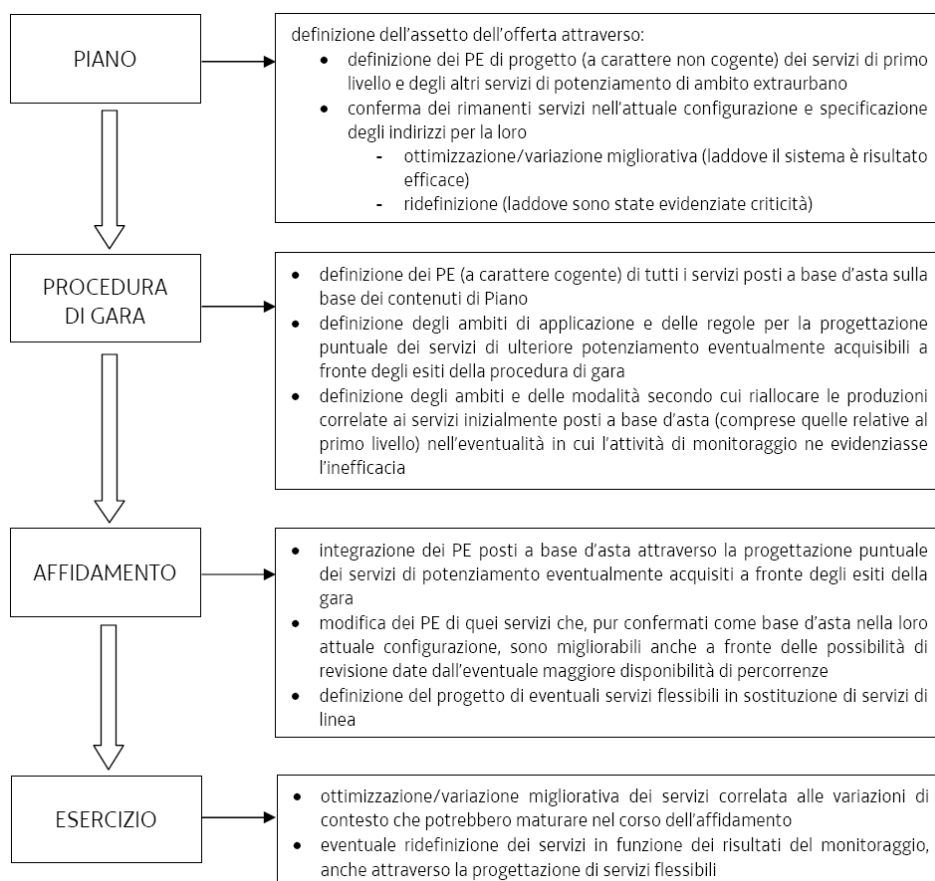 PIANO
definizione dell'assetto dell'offerta attraverso:
• definizione dei PE di progetto (a carattere non cogente) dei servizi di primo
livello e degli altri servizi di potenziamento di ambito extraurbano
• conferma dei rimanenti servizi nell'attuale configurazione e specificazione
degli indirizzi per la loro
- ottimizzazione/variazione migliorativa (laddove il sistema è risultato
efficace)
- ridefinizione (laddove sono state evidenziate criticità)
PROCEDURA
DI GARA
• definizione dei PE (a carattere cogente) di tutti i servizi posti a base d'asta sulla
base dei contenuti di Piano
• definizione degli ambiti di applicazione e delle regole per la progettazione
puntuale dei servizi di ulteriore potenziamento eventualmente acquisibili a
fronte degli esiti della procedura di gara
• definizione degli ambiti e delle modalità secondo cui riallocare le produzioni
correlate ai servizi inizialmente posti a base d'asta (comprese quelle relative al
primo livello) nell'eventualità in cui l'attività di monitoraggio ne evidenziasse
l'inefficacia
AFFIDAMENTO
• integrazione dei PE posti a base d'asta attraverso la progettazione puntuale
dei servizi di potenziamento eventualmente acquisiti a fronte degli esiti della
gara
• modifica dei PE di quei servizi che, pur confermati come base d'asta nella loro
attuale configurazione, sono migliorabili anche a fronte delle possibilità di
revisione date dall'eventuale maggiore disponibilità di percorrenze
• definizione del progetto di eventuali servizi flessibili in sostituzione di servizi di
linea
ESERCIZIO
• ottimizzazione/variazione migliorativa dei servizi correlata alle variazioni di
contesto che potrebbero maturare nel corso dell'affidamento
• eventuale ridefinizione dei servizi in funzione dei risultati del monitoraggio,
anche attraverso la progettazione di servizi flessibili